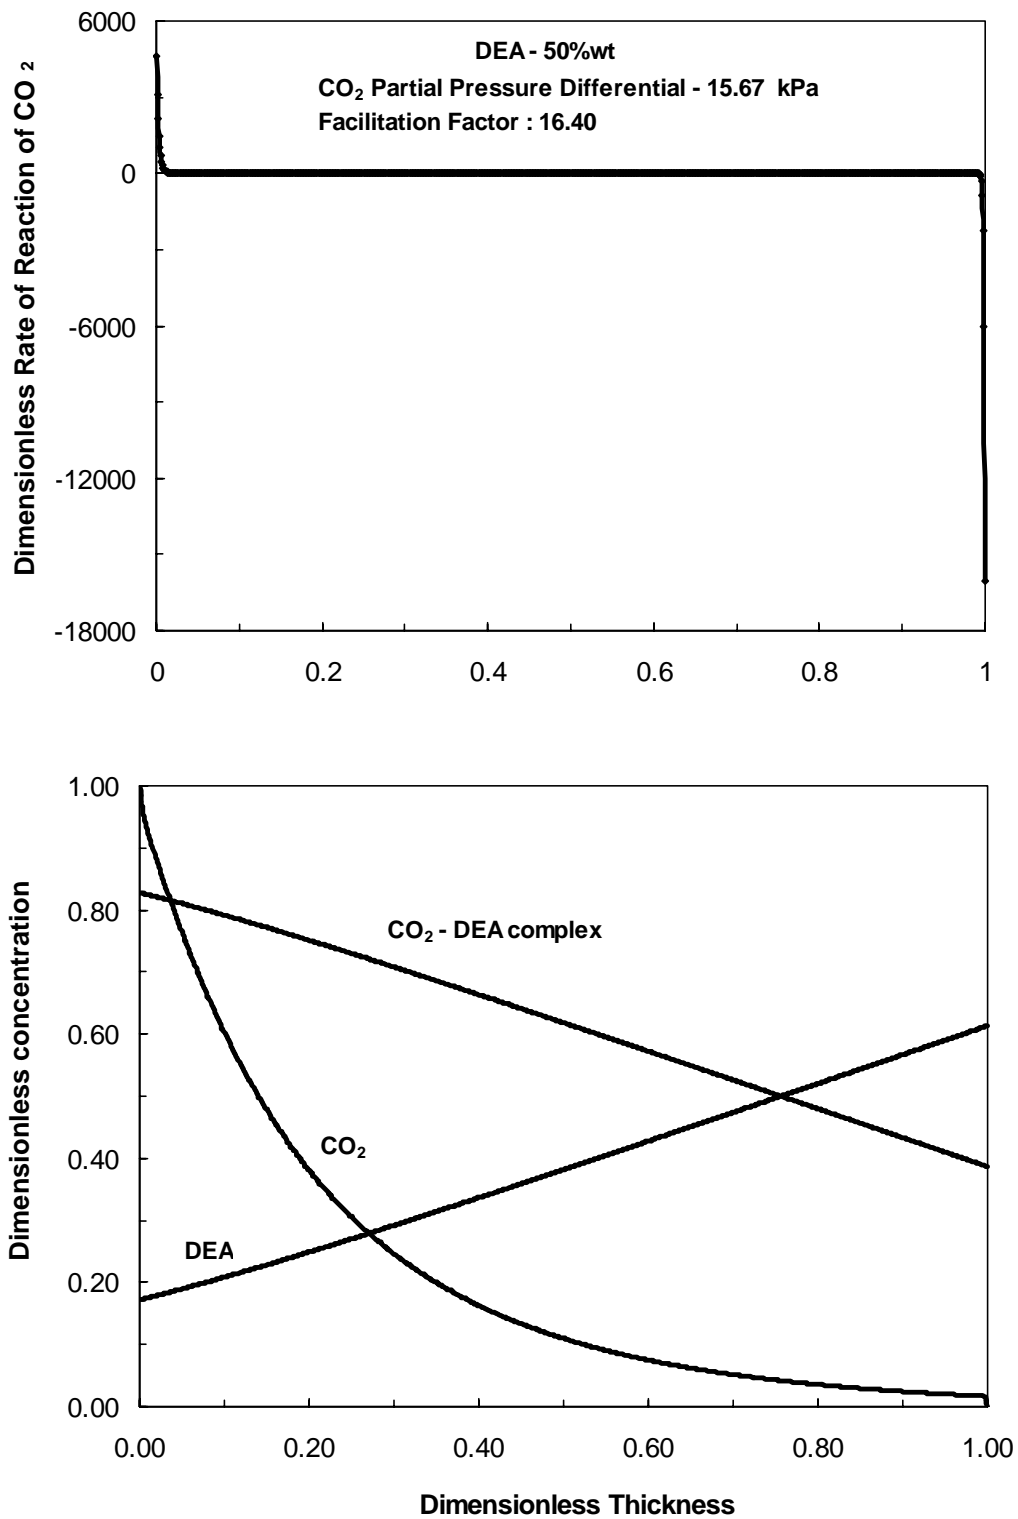 6000
DEA - 50%wt
CO₂ Partial Pressure Differential - 15.67 kPa
Facilitation Factor : 16.40
0
-6000
-12000
-18000
Dimensionless Rate of Reaction of CO ₂
0 0.2 0.4 0.6 0.8 1
1.00
0.80
0.60
0.40
0.20
0.00
Dimensionless concentration
CO₂ - DEA complex
CO₂
DEA
0.00 0.20 0.40 0.60 0.80 1.00
Dimensionless Thickness